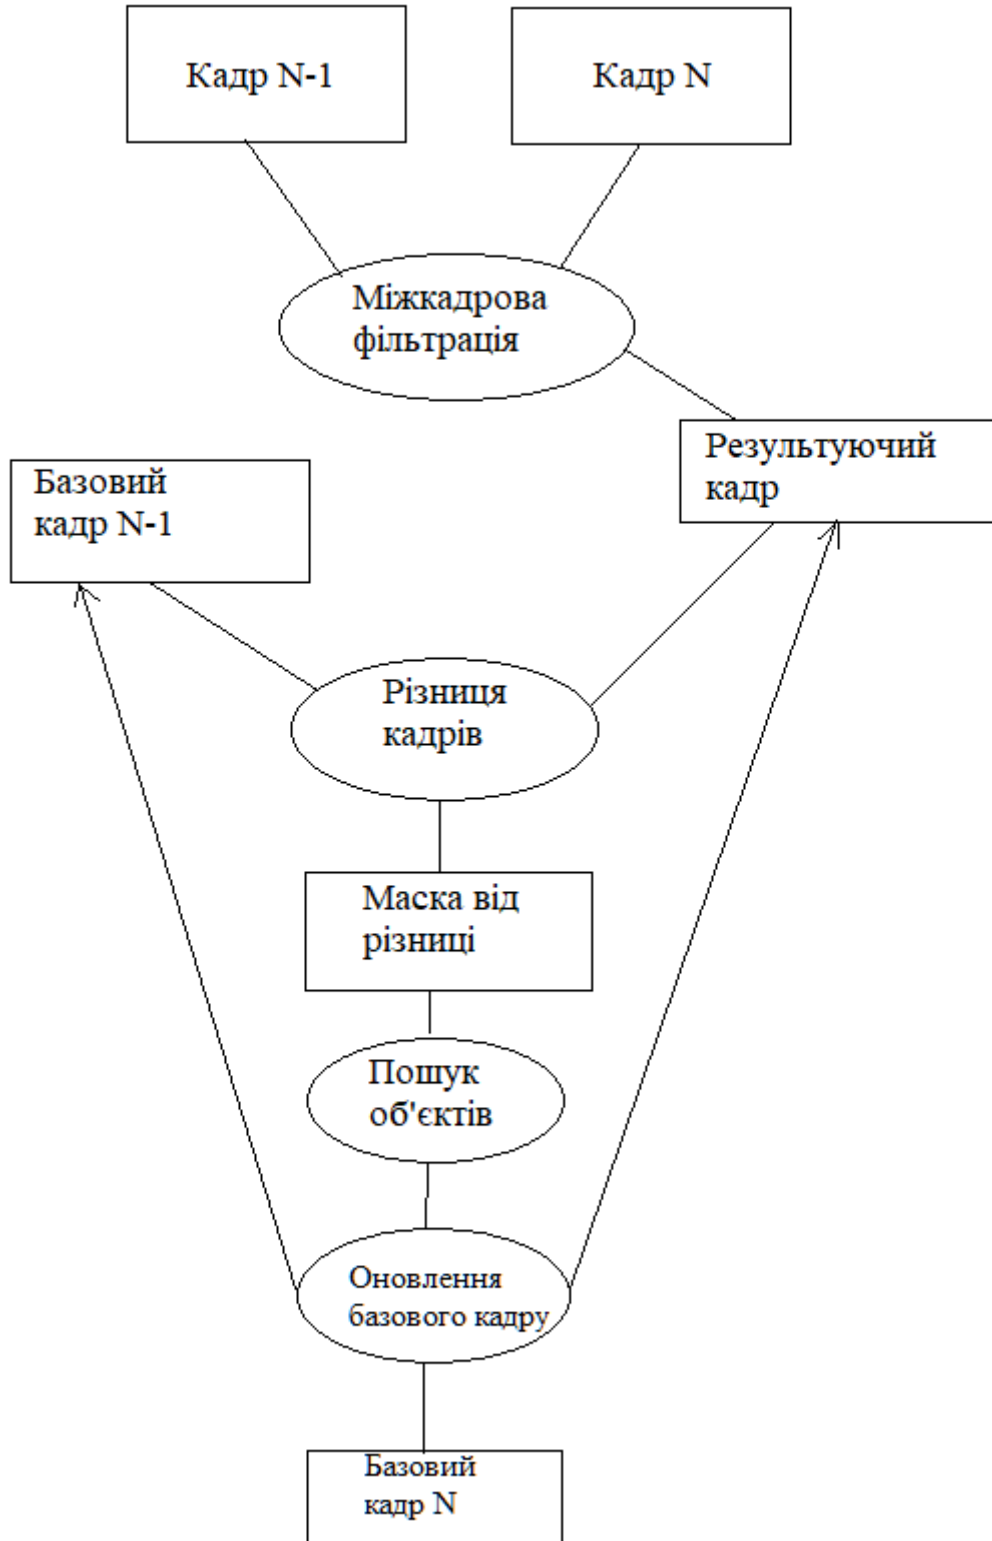 Кадр N-1
Кадр N
Міжкадрова
фільтрація
Результуючий
кадр
Базовий
кадр N-1
Різниця
кадрів
Маска від
різниці
Пошук
об'єктів
Оновлення
базового кадру
Базовий
кадр N